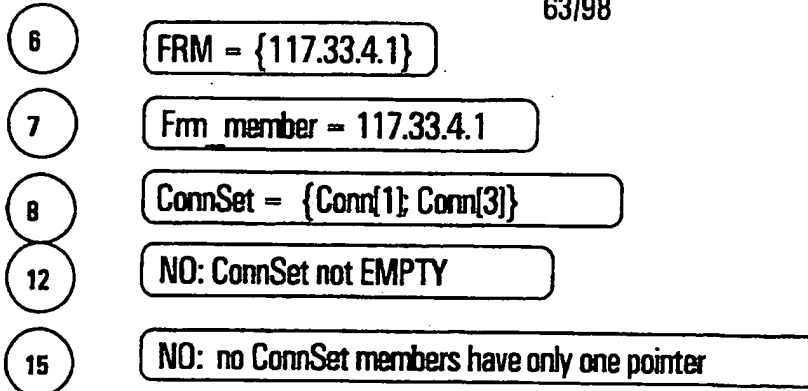 63/98
6 FRM = {117.33.4.1}
7 Frm_member = 117.33.4.1
8 ConnSet = {Conn[1]; Conn[3]}
12 NO: ConnSet not EMPTY
15 NO: no ConnSet members have only one pointer